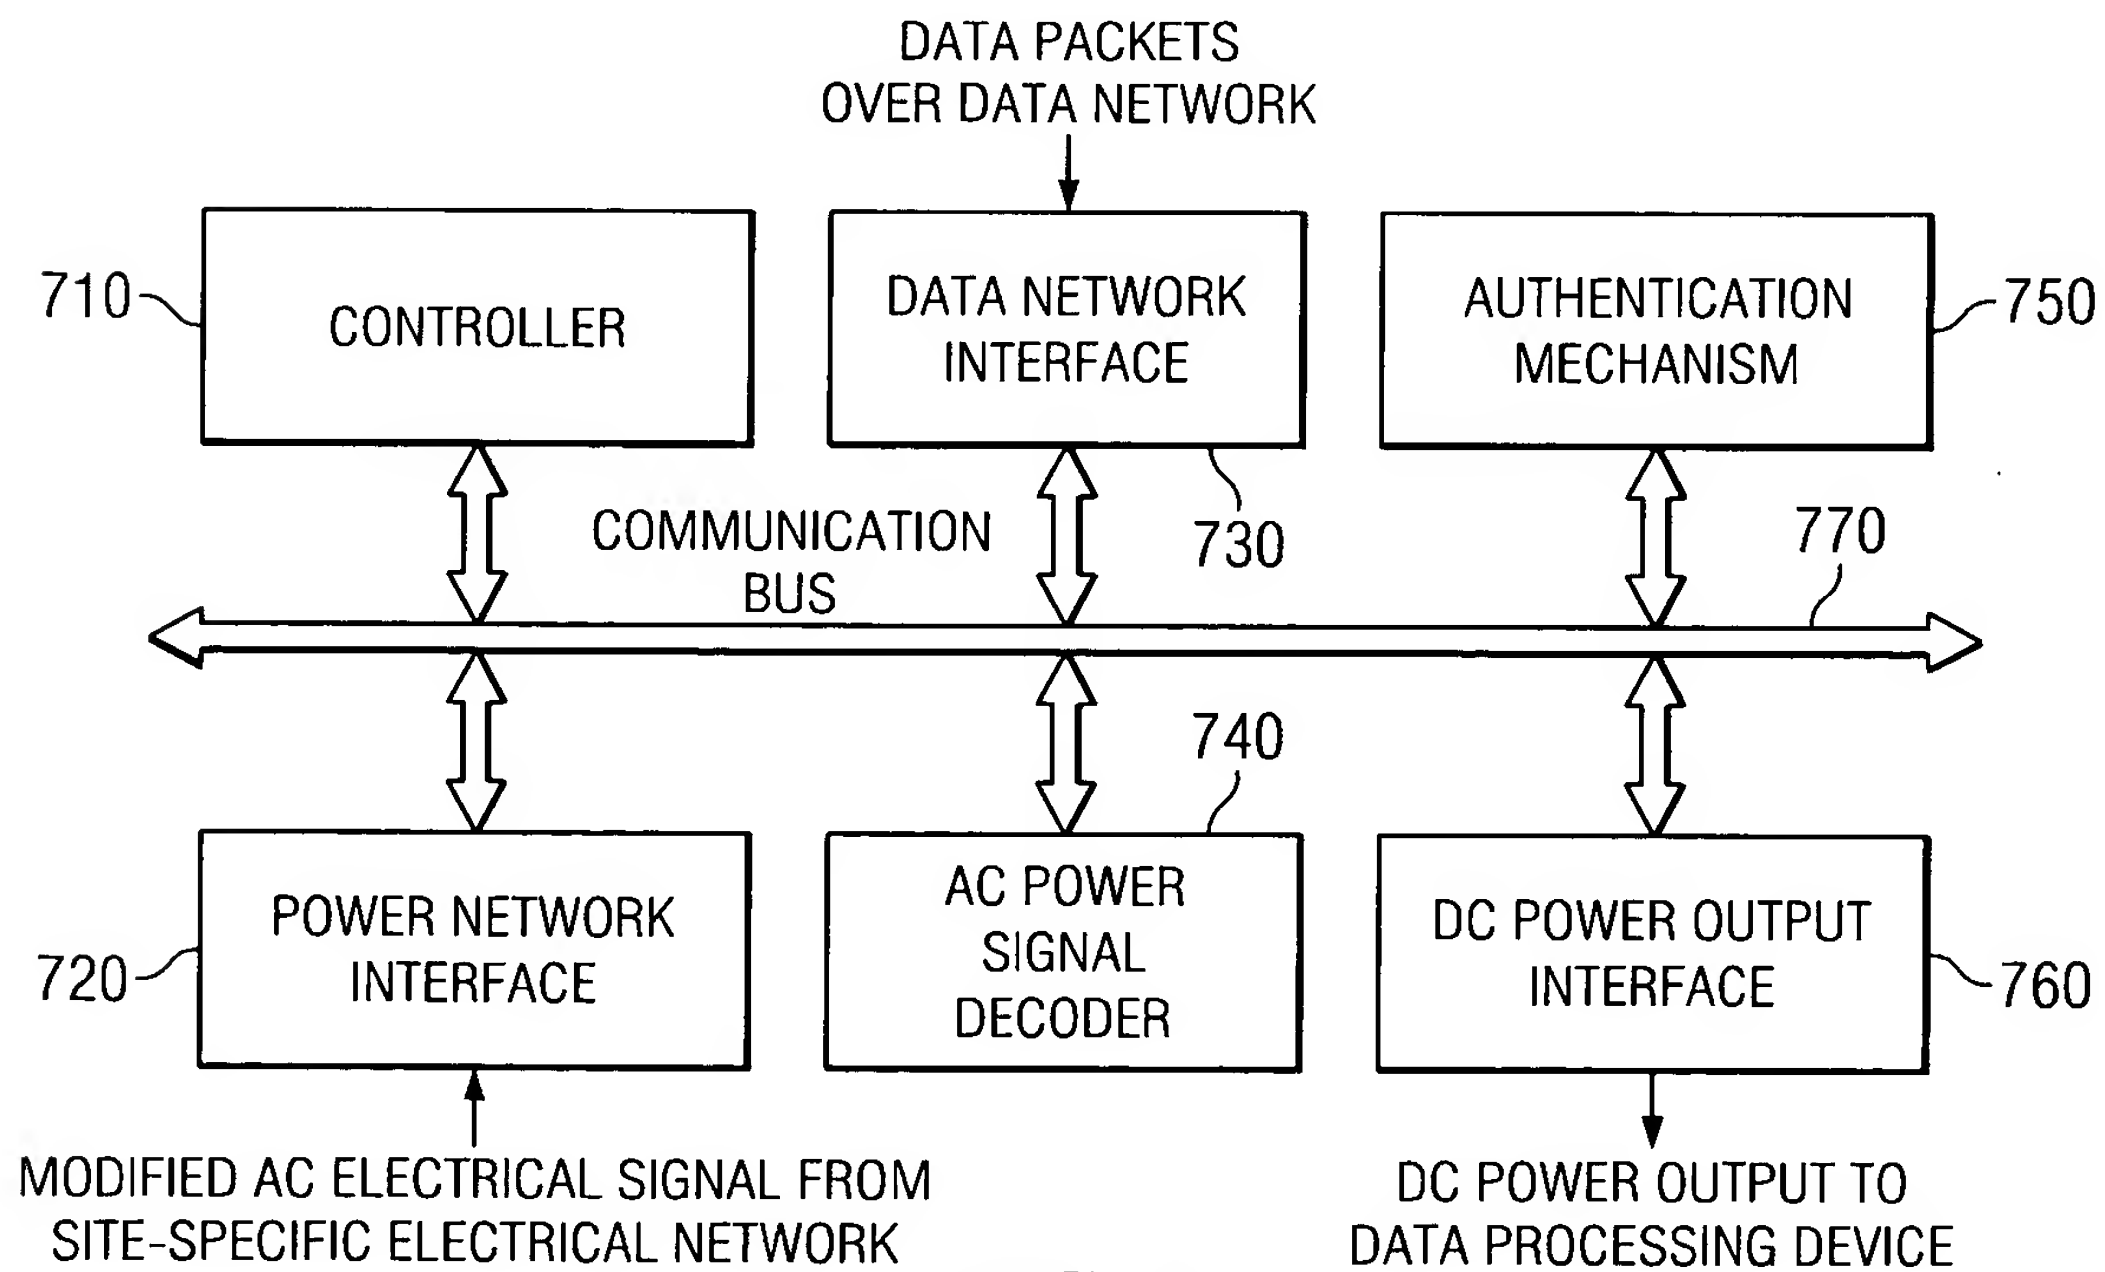 DATA PACKETS
OVER DATA NETWORK
710
CONTROLLER
DATA NETWORK
INTERFACE
AUTHENTICATION
MECHANISM
750
730
COMMUNICATION
BUS
770
740
720
POWER NETWORK
INTERFACE
AC POWER
SIGNAL
DECODER
DC POWER OUTPUT
INTERFACE
760
MODIFIED AC ELECTRICAL SIGNAL FROM
SITE-SPECIFIC ELECTRICAL NETWORK
DC POWER OUTPUT TO
DATA PROCESSING DEVICE